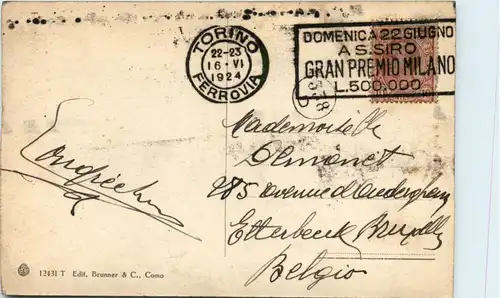 TORINO
22-23
16·VI
1924
FERROVIA
DOMENICA 22 GIUGNO
A S. SIRO
GRAN PREMIO MILANO
L.500.000
Mademoiselle
285 avenue d'Auderghem
Etterbeek Bruxelles
Belgio
12431 T Edit. Brunner & C., Como